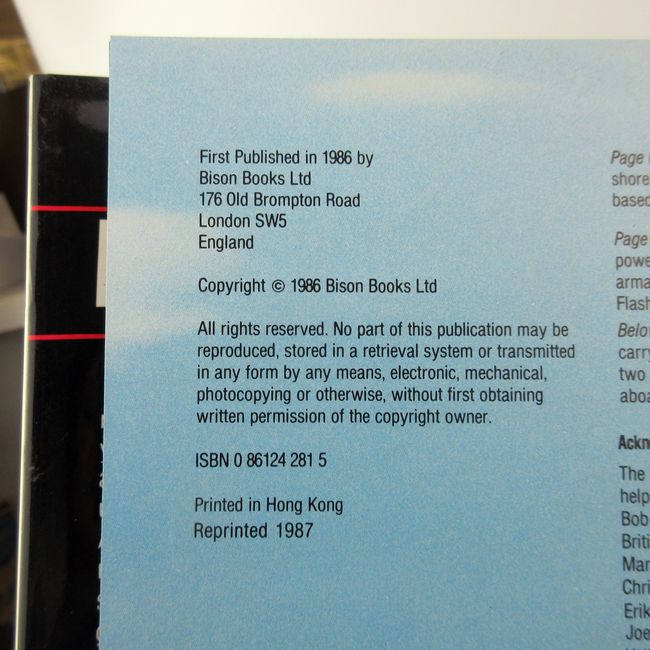 First Published in 1986 by
Bison Books Ltd
176 Old Brompton Road
London SW5
England
Copyright © 1986 Bison Books Ltd
All rights reserved. No part of this publication may be
reproduced, stored in a retrieval system or transmitted
in any form by any means, electronic, mechanical,
photocopying or otherwise, without first obtaining
written permission of the copyright owner.
ISBN 0 86124 281 5
Printed in Hong Kong
Reprinted 1987
Page
shore
based
Page
powe
arma
Flash
Belo
carry
two
aboa
Ackn
The
help
Bob
Briti
Mar
Chri
Erik
Joe